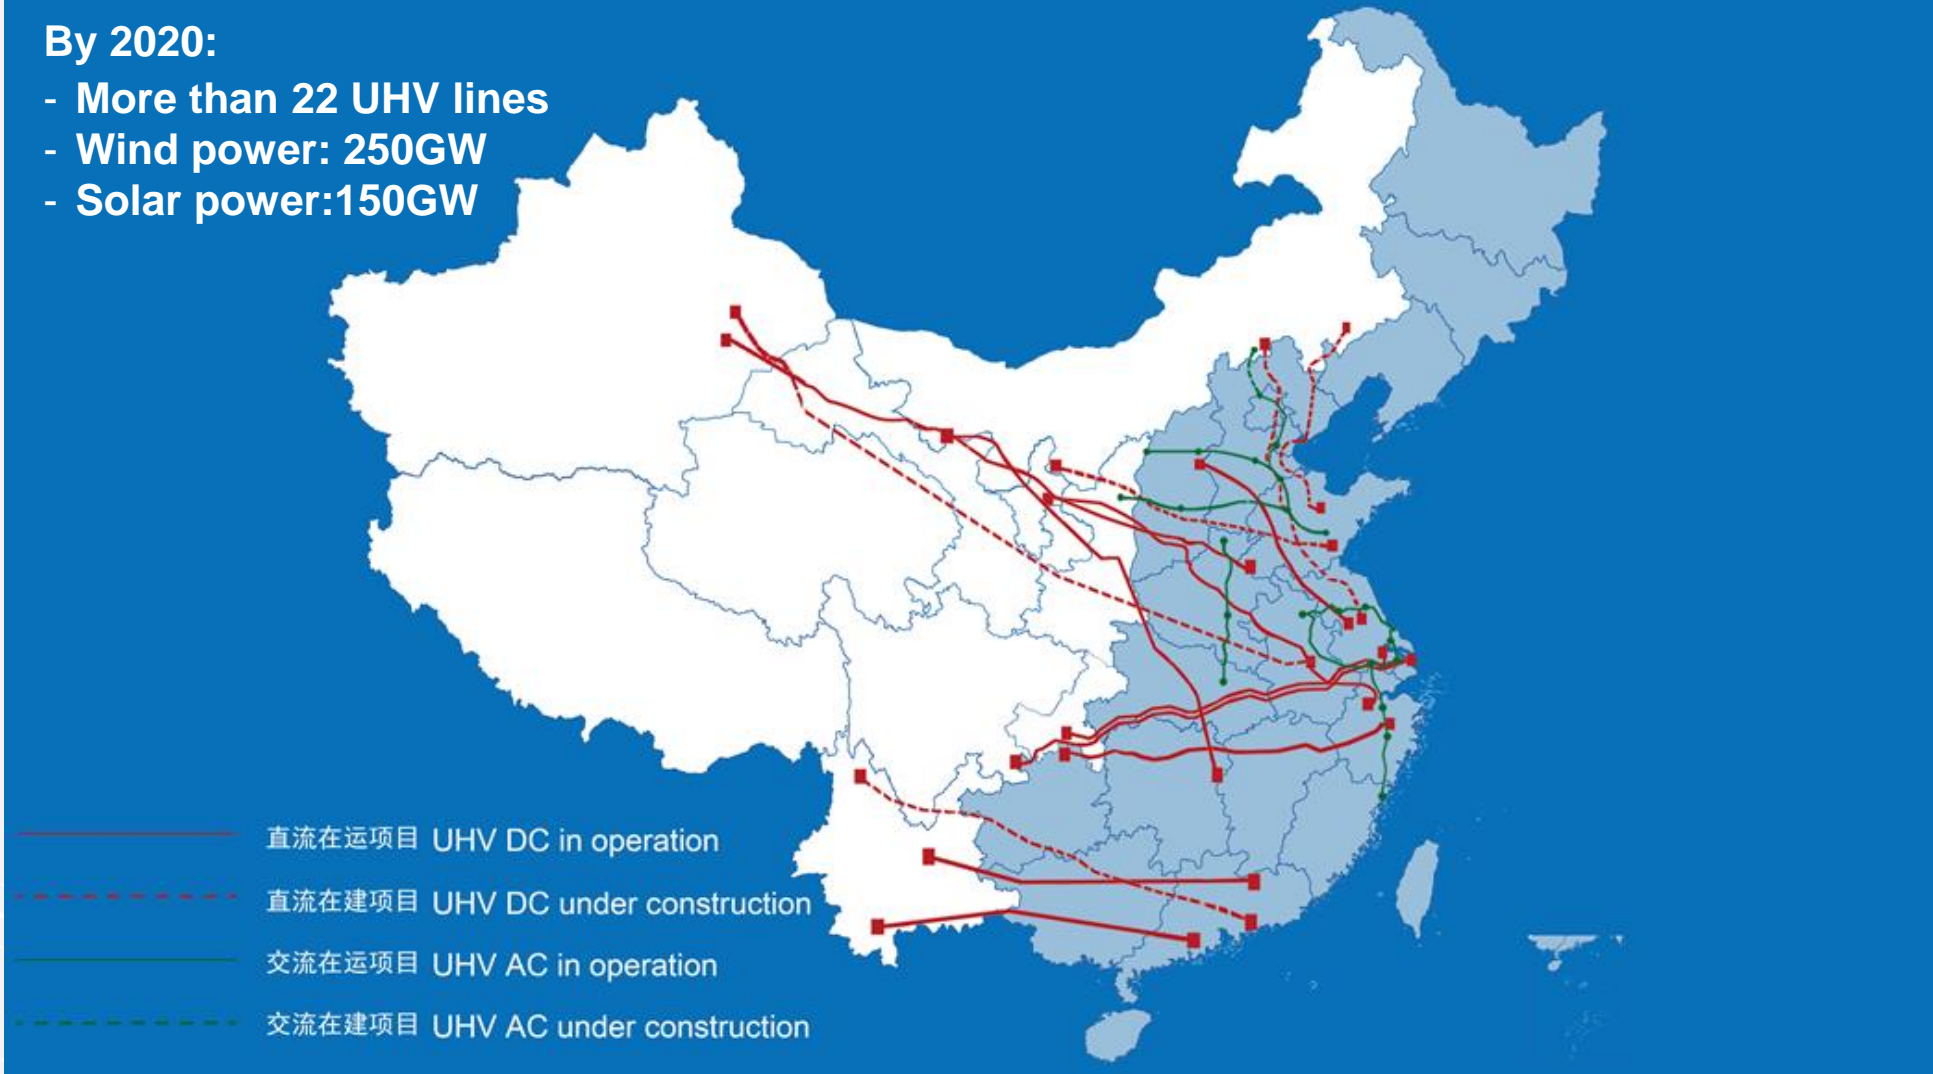 By 2020:
- More than 22 UHV lines
- Wind power: 250GW
- Solar power:150GW
直流在运项目 UHV DC in operation
直流在建项目 UHV DC under construction
交流在运项目 UHV AC in operation
交流在建项目 UHV AC under construction